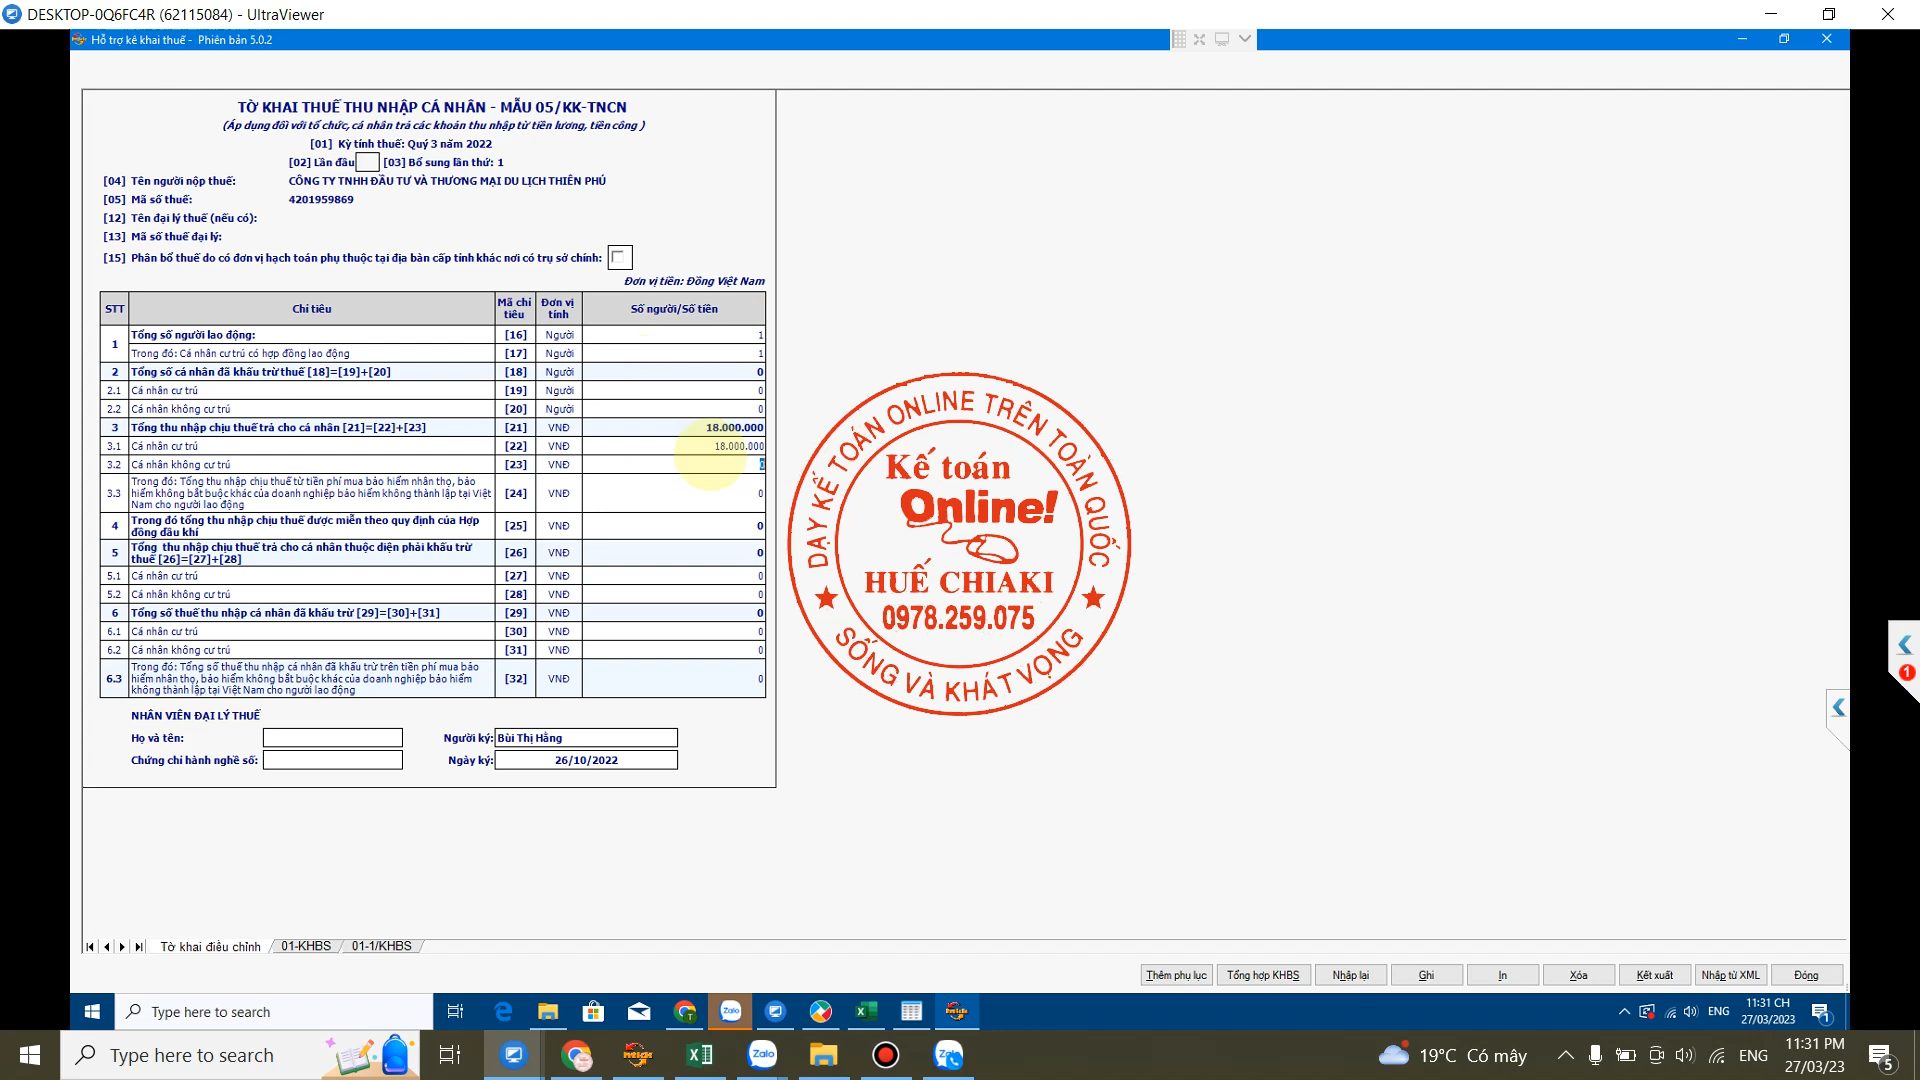 DESKTOP-0Q6FC4R (62115084) - UltraViewer
Hỗ trợ kê khai thuế - Phiên bản 5.0.2
TỜ KHAI THUẾ THU NHẬP CÁ NHÂN - MẪU 05/KK-TNCN
(Áp dụng đối với tổ chức, cá nhân trả các khoản thu nhập từ tiền lương, tiền công )
[01] Kỳ tính thuế: Quý 3 năm 2022
[02] Lần đầu [03] Bổ sung lần thứ: 1
[04] Tên người nộp thuế: CÔNG TY TNHH ĐẦU TƯ VÀ THƯƠNG MẠI DU LỊCH THIÊN PHÚ
[05] Mã số thuế: 4201959869
[12] Tên đại lý thuế (nếu có):
[13] Mã số thuế đại lý:
[15] Phân bổ thuế do có đơn vị hạch toán phụ thuộc tại địa bàn cấp tỉnh khác nơi có trụ sở chính:
Đơn vị tiền: Đồng Việt Nam
STT Chỉ tiêu Mã chỉ tiêu Đơn vị tính Số người/Số tiền
1 Tổng số người lao động: [16] Người 1
Trong đó: Cá nhân cư trú có hợp đồng lao động [17] Người 1
2 Tổng số cá nhân đã khấu trừ thuế [18]=[19]+[20] [18] Người 0
2.1 Cá nhân cư trú [19] Người 0
2.2 Cá nhân không cư trú [20] Người 0
3 Tổng thu nhập chịu thuế trả cho cá nhân [21]=[22]+[23] [21] VNĐ 18.000.000
3.1 Cá nhân cư trú [22] VNĐ 18.000.000
3.2 Cá nhân không cư trú [23] VNĐ 0
3.3 Trong đó: Tổng thu nhập chịu thuế từ tiền phí mua bảo hiểm nhân thọ, bảo
hiểm không bắt buộc khác của doanh nghiệp bảo hiểm không thành lập tại Việt
Nam cho người lao động [24] VNĐ 0
4 Trong đó tổng thu nhập chịu thuế được miễn theo quy định của Hợp
đồng dầu khí [25] VNĐ 0
5 Tổng thu nhập chịu thuế trả cho cá nhân thuộc diện phải khấu trừ
thuế [26]=[27]+[28] [26] VNĐ 0
5.1 Cá nhân cư trú [27] VNĐ 0
5.2 Cá nhân không cư trú [28] VNĐ 0
6 Tổng số thuế thu nhập cá nhân đã khấu trừ [29]=[30]+[31] [29] VNĐ 0
6.1 Cá nhân cư trú [30] VNĐ 0
6.2 Cá nhân không cư trú [31] VNĐ 0
6.3 Trong đó: Tổng số thuế thu nhập cá nhân đã khấu trừ trên tiền phí mua bảo
hiểm nhân thọ, bảo hiểm không bắt buộc khác của doanh nghiệp bảo hiểm
không thành lập tại Việt Nam cho người lao động [32] VNĐ 0
NHÂN VIÊN ĐẠI LÝ THUẾ
Họ và tên: Người ký: Bùi Thị Hằng
Chứng chỉ hành nghề số: Ngày ký: 26/10/2022
DẠY KẾ TOÁN ONLINE TRÊN TOÀN QUỐC
Kế toán
Online!
HUẾ CHIAKI
0978.259.075
SỐNG VÀ KHÁT VỌNG
1
Tờ khai điều chỉnh 01-KHBS 01-1/KHBS
Thêm phụ lục Tổng hợp KHBS Nhập lại Ghi In Xóa Kết xuất Nhập từ XML Đóng
Type here to search Zalo ENG 11:31 CH
27/03/2023 1
Type here to search Zalo 19°C Có mây ENG 11:31 PM
27/03/23 5